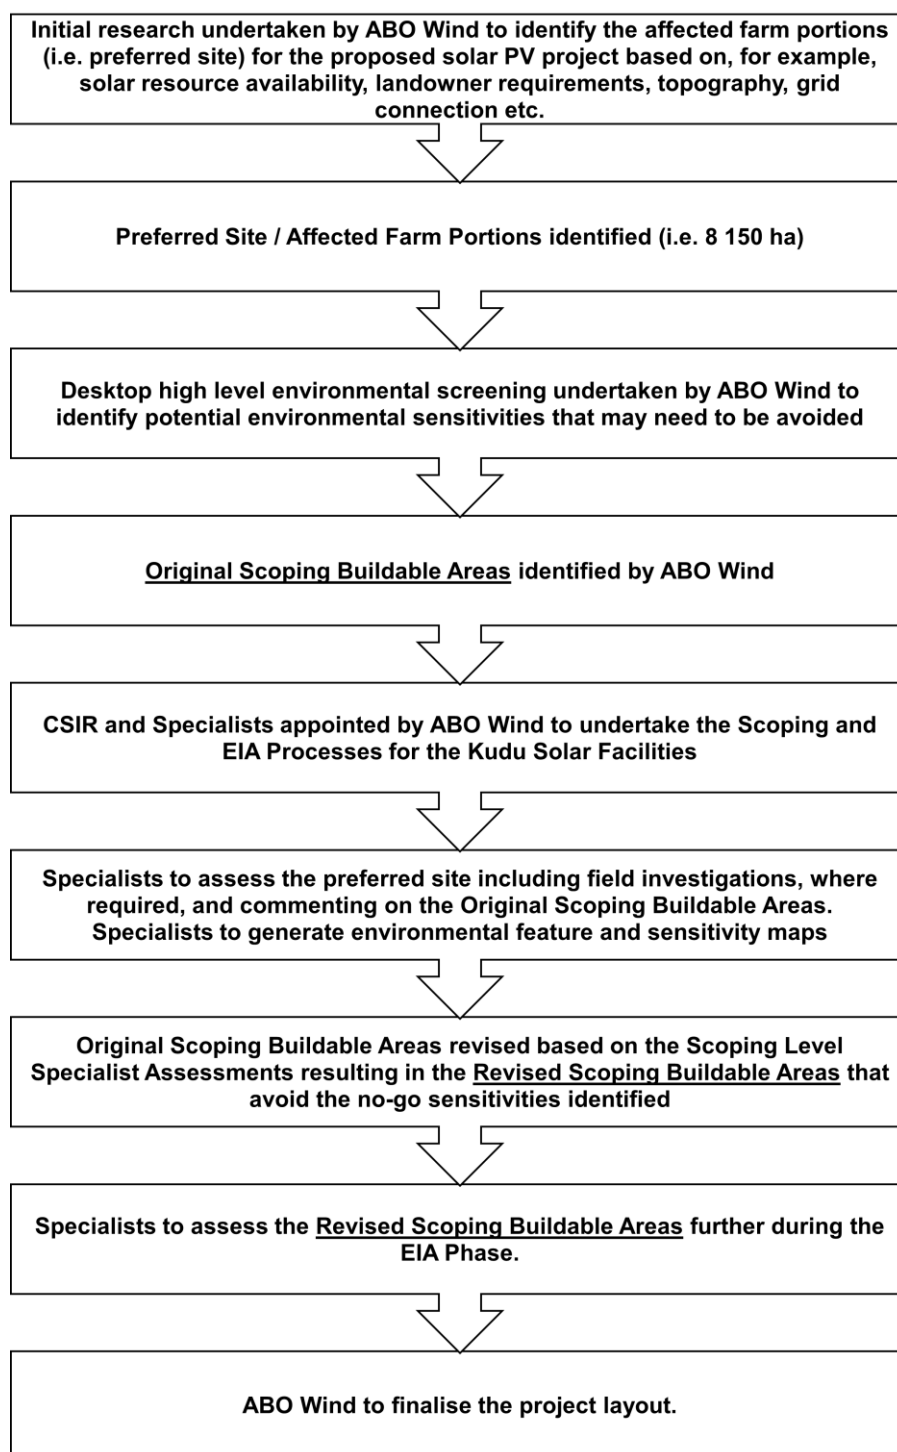 Initial research undertaken by ABO Wind to identify the affected farm portions
(i.e. preferred site) for the proposed solar PV project based on, for example,
solar resource availability, landowner requirements, topography, grid
connection etc.
Preferred Site / Affected Farm Portions identified (i.e. 8 150 ha)
Desktop high level environmental screening undertaken by ABO Wind to
identify potential environmental sensitivities that may need to be avoided
Original Scoping Buildable Areas identified by ABO Wind
CSIR and Specialists appointed by ABO Wind to undertake the Scoping and
EIA Processes for the Kudu Solar Facilities
Specialists to assess the preferred site including field investigations, where
required, and commenting on the Original Scoping Buildable Areas.
Specialists to generate environmental feature and sensitivity maps
Original Scoping Buildable Areas revised based on the Scoping Level
Specialist Assessments resulting in the Revised Scoping Buildable Areas that
avoid the no-go sensitivities identified
Specialists to assess the Revised Scoping Buildable Areas further during the
EIA Phase.
ABO Wind to finalise the project layout.